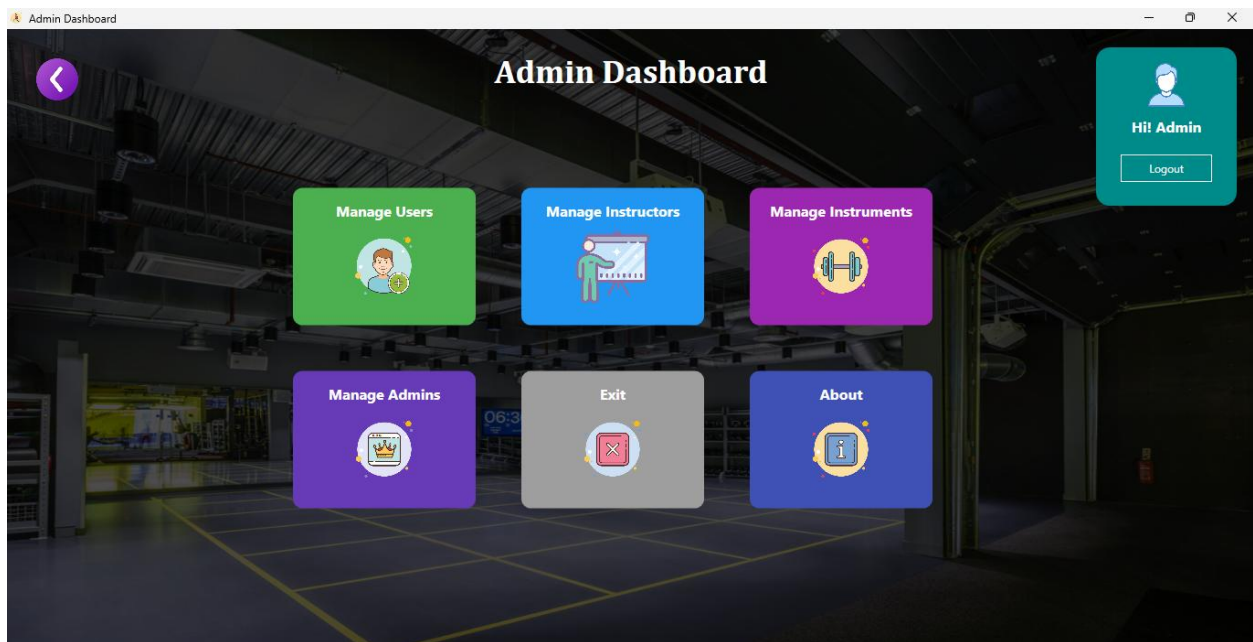 Admin Dashboard
Admin Dashboard
Hi! Admin
Logout
Manage Users
Manage Instructors
Manage Instruments
Manage Admins
Exit
About